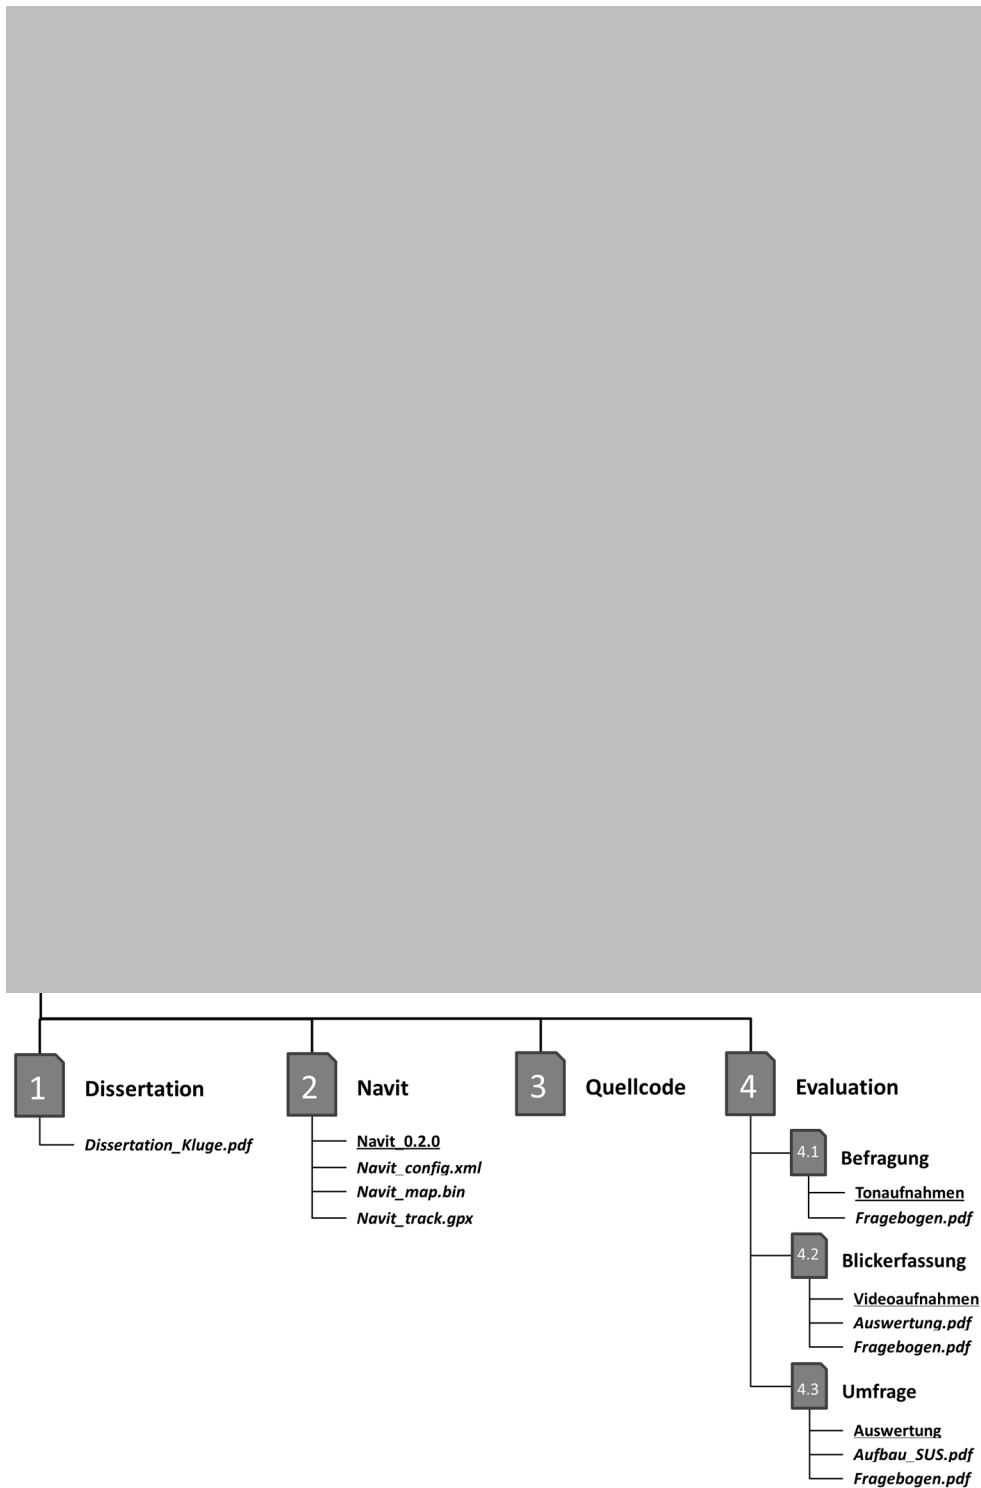 1 Dissertation
Dissertation_Kluge.pdf
2 Navit
Navit_0.2.0
Navit_config.xml
Navit_map.bin
Navit_track.gpx
3 Quellcode
4 Evaluation
4.1 Befragung
Tonaufnahmen
Fragebogen.pdf
4.2 Blickerfassung
Videoaufnahmen
Auswertung.pdf
Fragebogen.pdf
4.3 Umfrage
Auswertung
Aufbau_SUS.pdf
Fragebogen.pdf